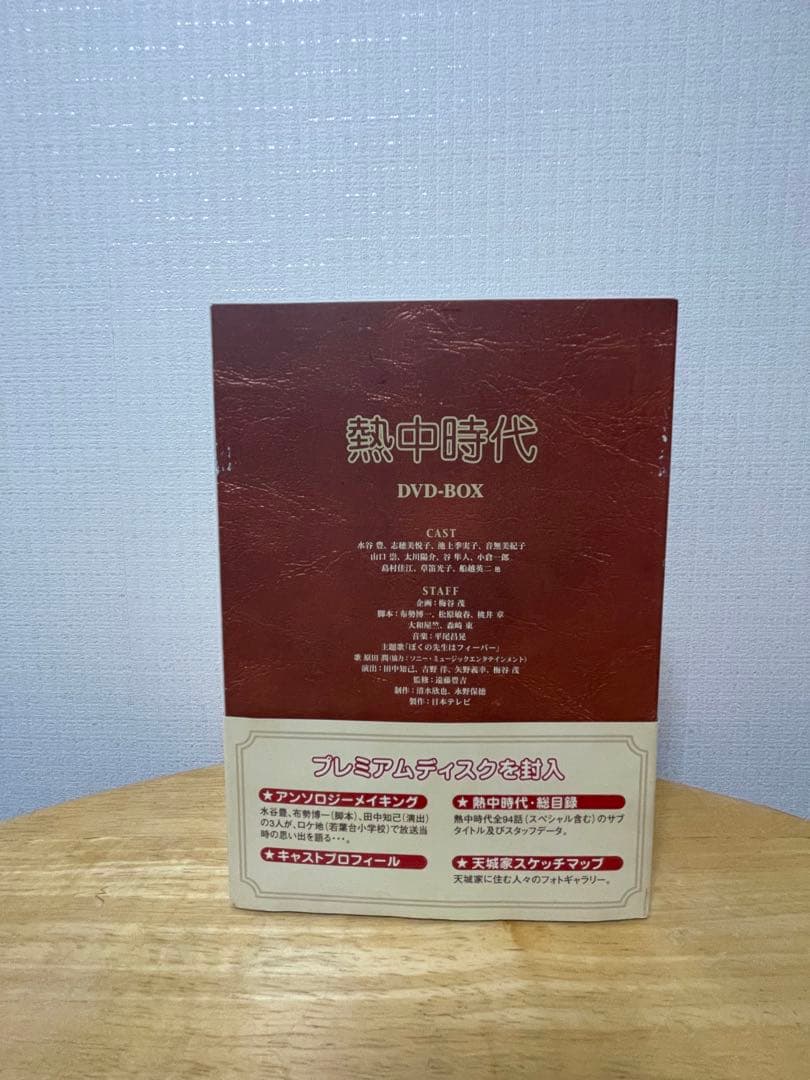 熱中時代
DVD-BOX
CAST
水谷 豊、志穂美悦子、池上季実子、音無美紀子
山口 崇、太川陽介、谷 隼人、小倉一郎
島村佳江、草笛光子、船越英二 他
STAFF
企画：梅谷 茂
脚本：布勢博一、松原敏春、桃井 章
大和屋竺、森崎 東
音楽：平尾昌晃
主題歌「ぼくの先生はフィーバー」
歌 原田 潤(協力：ソニー・ミュージックエンタテインメント)
演出：田中知己、吉野 洋、矢野義幸、梅谷 茂
監修：遠藤豊吉
制作：清水欣也、永野保徳
製作：日本テレビ
プレミアムディスクを封入
★アンソロジーメイキング
水谷豊、布勢博一(脚本)、田中知己(演出)
の3人が、ロケ地(若葉台小学校)で放送当
時の思い出を語る･･･。
★キャストプロフィール
★熱中時代・総目録
熱中時代全94話(スペシャル含む)のサブ
タイトル及びスタッフデータ。
★天城家スケッチマップ
天城家に住む人々のフォトギャラリー。